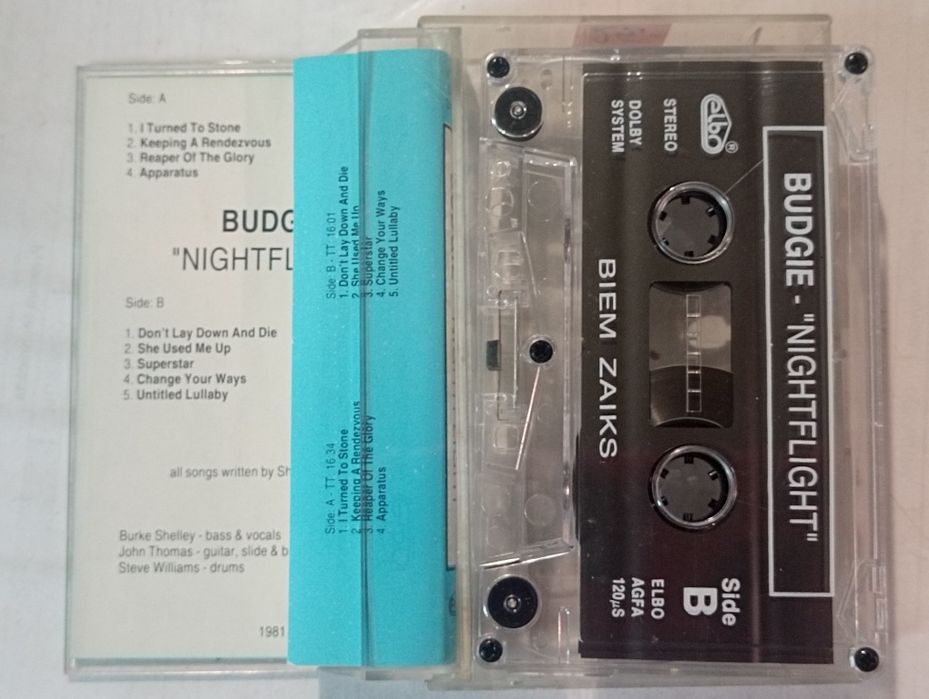 Side: A
1. I Turned To Stone
2. Keeping A Rendezvous
3. Reaper Of The Glory
4. Apparatus
BUDG
"NIGHTFL
Side: B
1. Don't Lay Down And Die
2. She Used Me Up
3. Superstar
4. Change Your Ways
5. Untitled Lullaby
all songs written by Sh
Burke Shelley - bass & vocals
John Thomas - guitar, slide & b
Steve Williams - drums
1981
Side: A - TT. 16:34
1. I Turned To Stone
2. Keeping A Rendezvous
3. Reaper Of The Glory
4. Apparatus
Side: B - TT. 16:01
1. Don't Lay Down And Die
2. She Used Me Up
3. Superstar
4. Change Your Ways
5. Untitled Lullaby
BUDGIE - "NIGHTFLIGHT"
elbo®
STEREO
DOLBY
SYSTEM
BIEM ZAIKS
Side
B
ELBO
AGFA
120µS